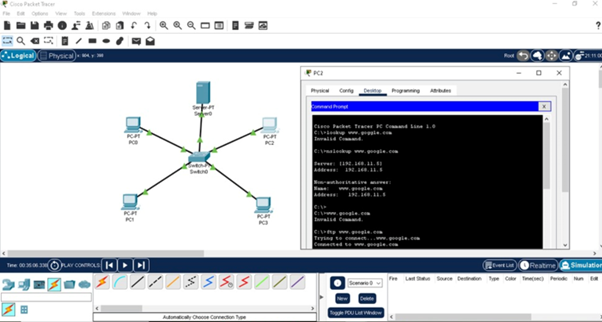 Cisco Packet Tracer
File Edit Options View Tools Extensions Window Help
Logical
Physical
x: 804, y: 300
Root
21:11:00
Server-PT
Server0
PC-PT
PC0
PC-PT
PC2
Switch-PT
Switch0
PC-PT
PC1
PC-PT
PC3
PC2
Physical Config Desktop Programming Attributes
Command Prompt
X
Cisco Packet Tracer PC Command Line 1.0
C:\>lookup www.google.com
Invalid Command.
C:\>nslookup www.google.com
Server: [192.168.11.5]
Address: 192.168.11.5
Non-authoritative answer:
Name: www.google.com
Address: 192.168.11.5
C:\>
C:\>www.google.com
Invalid Command.
C:\>ftp www.google.com
Trying to connect...www.google.com
Connected to www.google.com
Time: 00:35:06.330
PLAY CONTROLS
Event List
Realtime
Simulation
Scenario 0
New
Delete
Toggle PDU List Window
Fire Last Status Source Destination Type Color Time(sec) Periodic Num Edit
Automatically Choose Connection Type